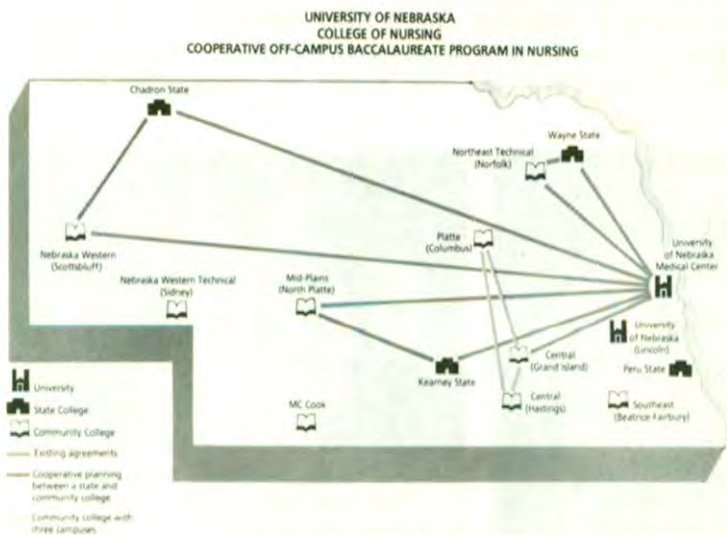 UNIVERSITY OF NEBRASKA
COLLEGE OF NURSING
COOPERATIVE OFF-CAMPUS BACCALAUREATE PROGRAM IN NURSING
Chadron State
Wayne State
Northeast Technical
(Norfolk)
Platte
(Columbus)
University
of Nebraska
Medical Center
Nebraska Western
(Scottsbluff)
Nebraska Western Technical
(Sidney)
Mid-Plains
(North Platte)
University
of Nebraska
(Lincoln)
Central
(Grand Island)
Peru State
Kearney State
Central
(Hastings)
Southeast
(Beatrice Fairbury)
MC Cook
University
State College
Community College
Existing agreements
Cooperative planning
between a state and
community college
Community college with
three campuses